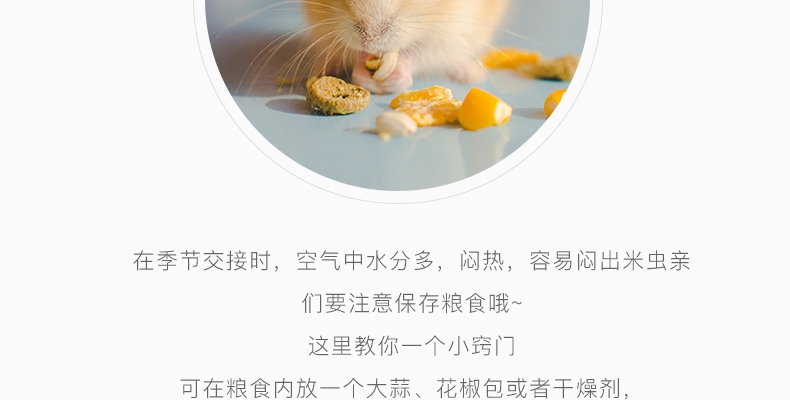 在季节交接时，空气中水分多，闷热，容易闷出米虫亲
们要注意保存粮食哦~
这里教你一个小窍门
可在粮食内放一个大蒜、花椒包或者干燥剂，